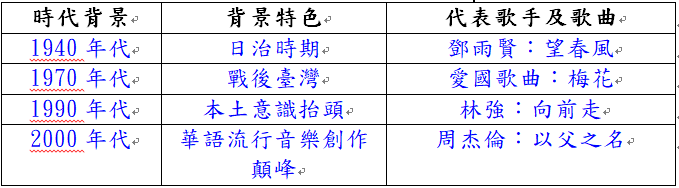 時代背景 背景特色 代表歌手及歌曲
1940 年代 日治時期 鄧雨賢：望春風
1970 年代 戰後臺灣 愛國歌曲：梅花
1990 年代 本土意識抬頭 林強：向前走
2000 年代 華語流行音樂創作 周杰倫：以父之名
顛峰